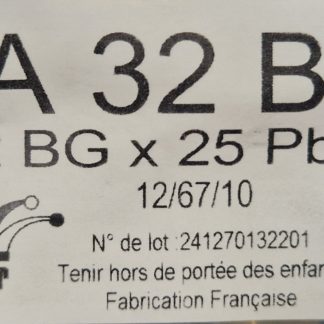 A 32 B
BG x 25 Pb
12/67/10
N° de lot :241270132201
Tenir hors de portée des enfan
Fabrication Française